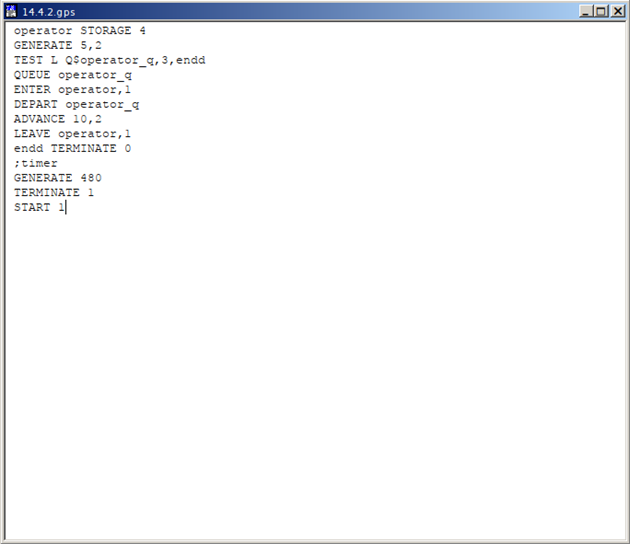 14.4.2.gps
operator STORAGE 4
GENERATE 5,2
TEST L Q$operator_q,3,endd
QUEUE operator_q
ENTER operator,1
DEPART operator_q
ADVANCE 10,2
LEAVE operator,1
endd TERMINATE 0
;timer
GENERATE 480
TERMINATE 1
START 1